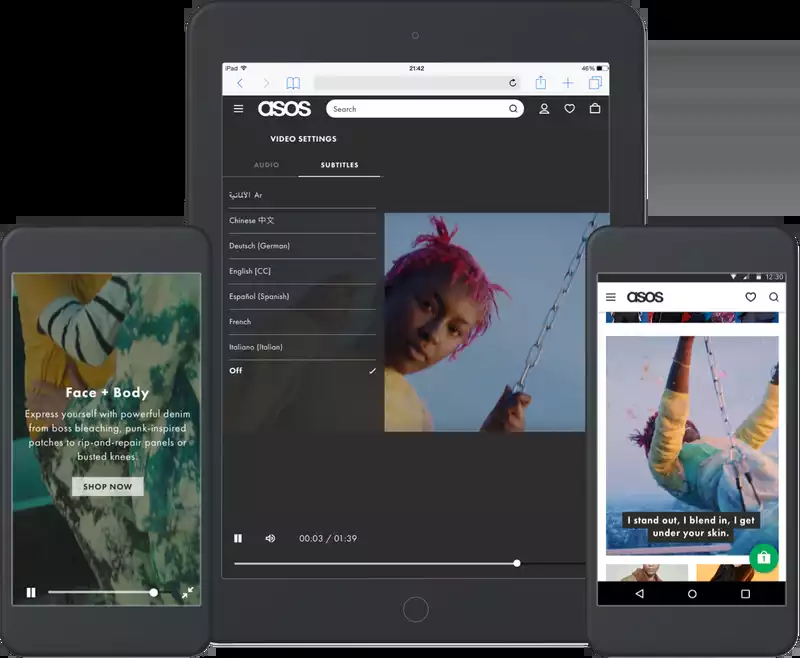 iPad
21:42
46%
asos
Search
VIDEO SETTINGS
AUDIO
SUBTITLES
الألمانية Ar
Chinese 中文
Deutsch (German)
English [CC]
Español (Spanish)
French
Italiano (Italian)
Off
00:03 / 01:39
Face + Body
Express yourself with powerful denim
from boss bleaching, punk-inspired
patches to rip-and-repair panels or
busted knees.
SHOP NOW
12:30
asos
I stand out, I blend in, I get
under your skin.
1